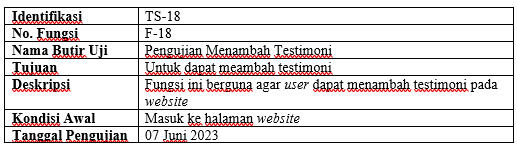 Identifikasi TS-18
No. Fungsi F-18
Nama Butir Uji Pengujian Menambah Testimoni
Tujuan Untuk dapat meambah testimoni
Deskripsi Fungsi ini berguna agar user dapat menambah testimoni pada
website
Kondisi Awal Masuk ke halaman website
Tanggal Pengujian 07 Juni 2023